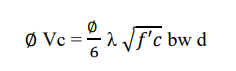 ∅ Vc = ∅/6 λ √f'c bw d